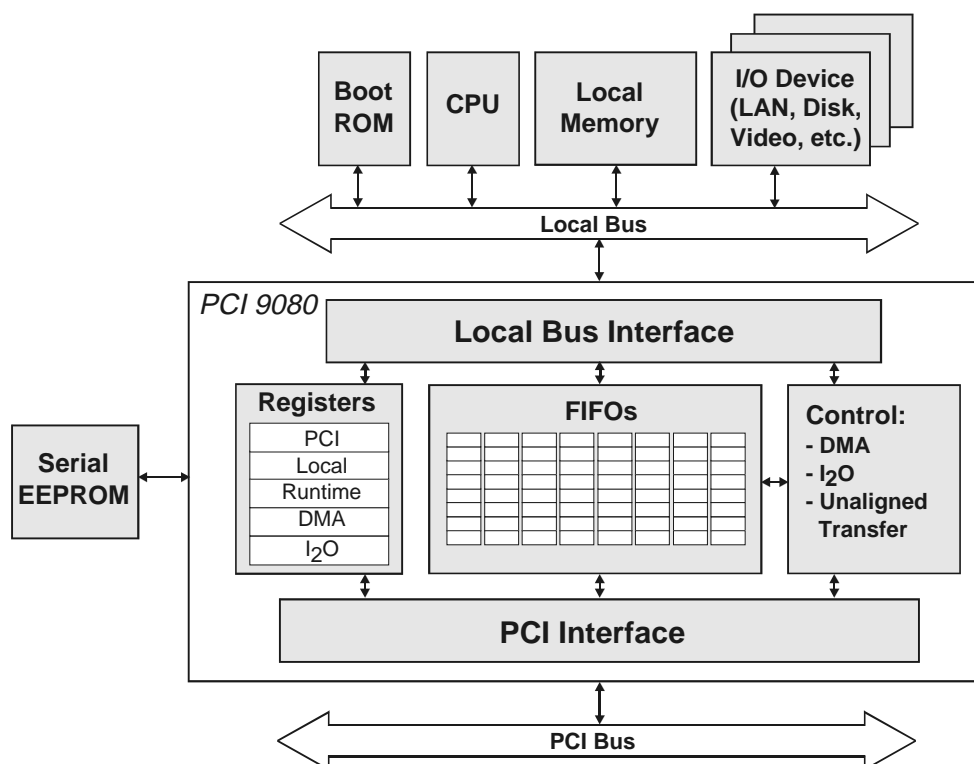 Boot
ROM
CPU
Local
Memory
I/O Device
(LAN, Disk,
Video, etc.)
Local Bus
PCI 9080
Local Bus Interface
Registers
PCI
Local
Runtime
DMA
I2O
FIFOs
Control:
- DMA
- I2O
- Unaligned
Transfer
Serial
EEPROM
PCI Interface
PCI Bus